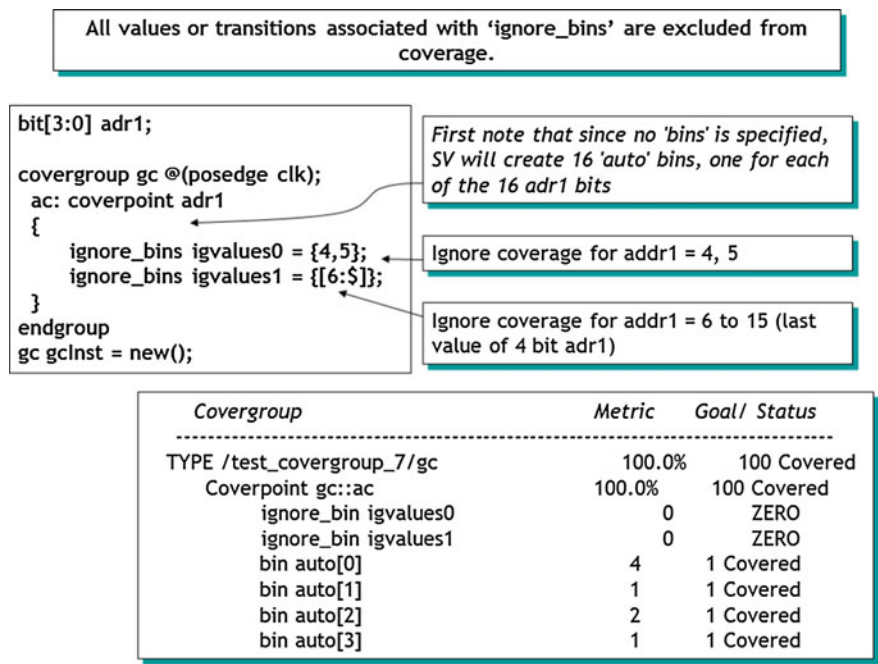 All values or transitions associated with ‘ignore_bins’ are excluded from
coverage.
bit[3:0] adr1;
covergroup gc @(posedge clk);
ac: coverpoint adr1
{
ignore_bins igvalues0 = {4,5};
ignore_bins igvalues1 = {[6:$]};
}
endgroup
gc gcInst = new();
First note that since no 'bins' is specified,
SV will create 16 'auto' bins, one for each
of the 16 adr1 bits
Ignore coverage for addr1 = 4, 5
Ignore coverage for addr1 = 6 to 15 (last
value of 4 bit adr1)
Covergroup Metric Goal/ Status
--------------------------------------------------------------------------------
TYPE /test_covergroup_7/gc 100.0% 100 Covered
Coverpoint gc::ac 100.0% 100 Covered
ignore_bin igvalues0 0 ZERO
ignore_bin igvalues1 0 ZERO
bin auto[0] 4 1 Covered
bin auto[1] 1 1 Covered
bin auto[2] 2 1 Covered
bin auto[3] 1 1 Covered